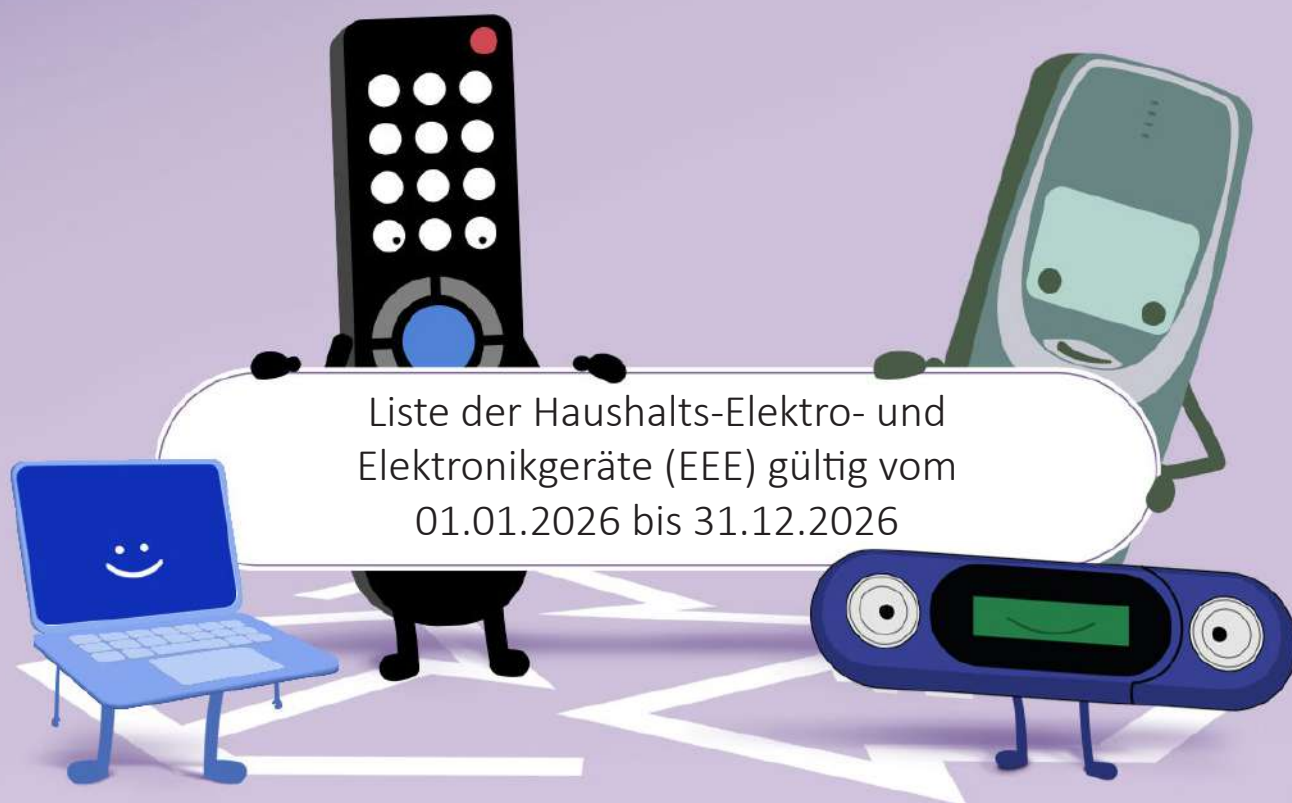 Liste der Haushalts-Elektro- und
Elektronikgeräte (EEE) gültig vom
01.01.2026 bis 31.12.2026